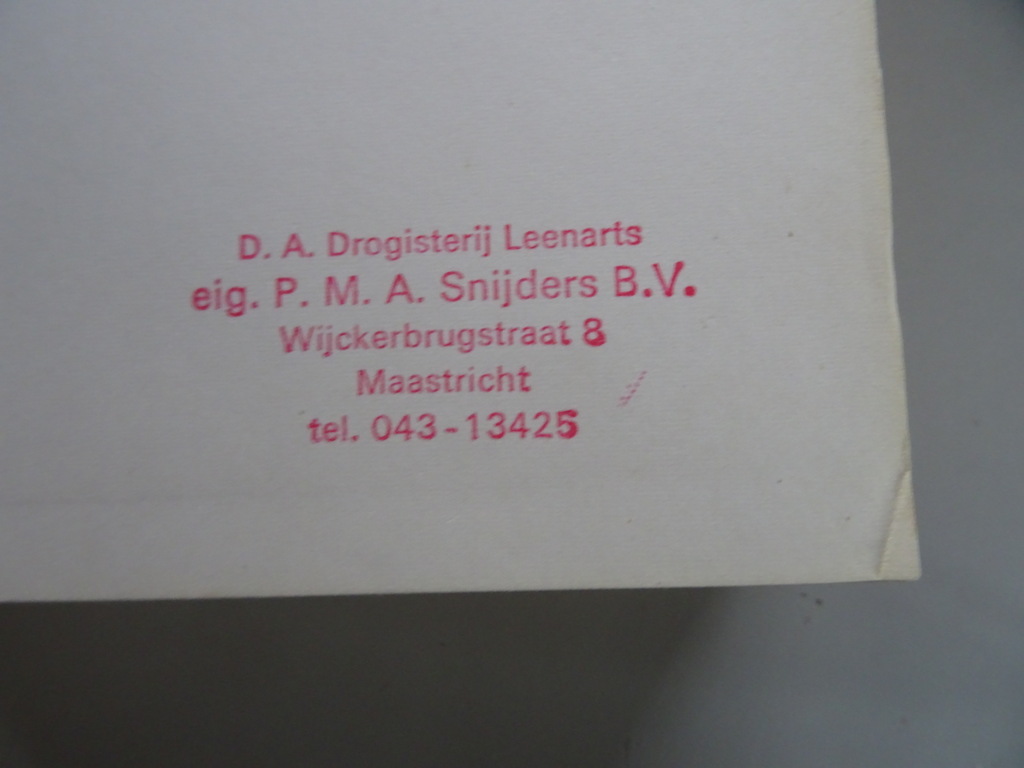 D. A. Drogisterij Leenarts
eig. P. M. A. Snijders B.V.
Wijckerbrugstraat 8
Maastricht
tel. 043-13425